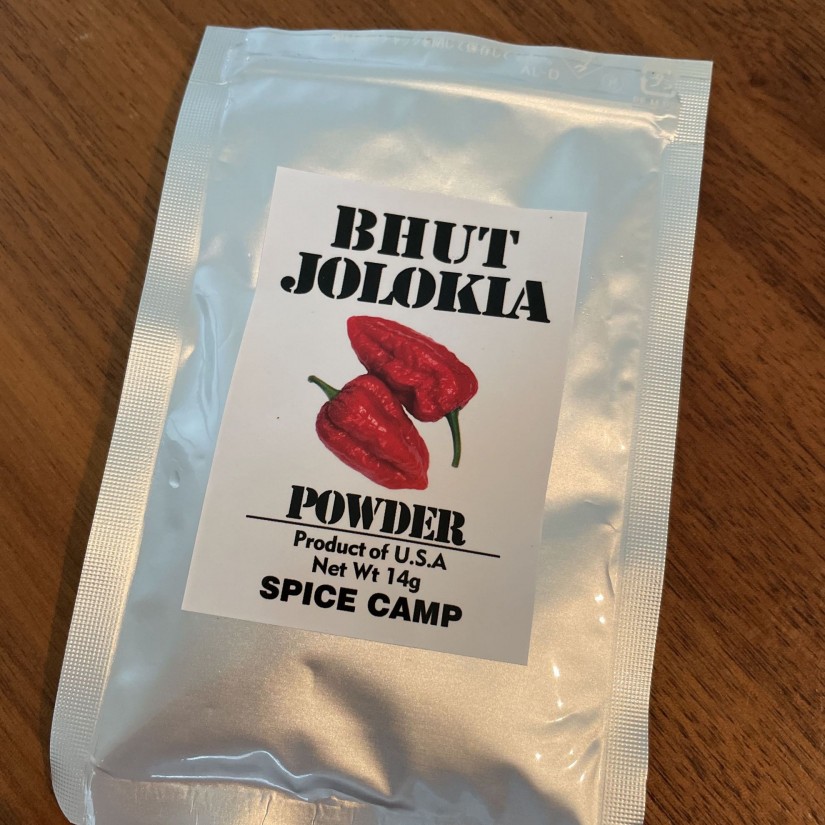 BHUT
JOLOKIA
POWDER
Product of U.S.A
Net Wt 14g
SPICE CAMP